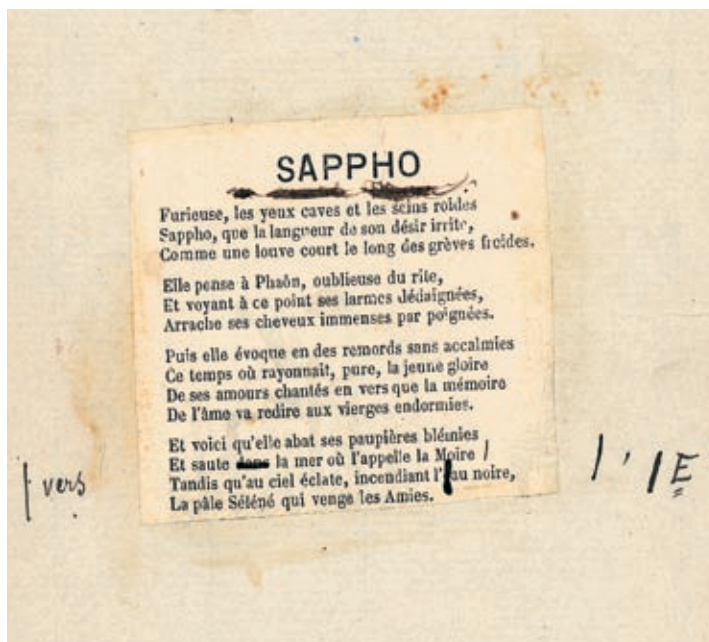 SAPPHO
Furieuse, les yeux caves et les seins roides
Sappho, que la langueur de son désir irrite,
Comme une louve court le long des grèves froides.
Elle pense à Phaôn, oublieuse du rite,
Et voyant à ce point ses larmes dédaignées,
Arrache ses cheveux immenses par poignées.
Puis elle évoque en des remords sans accalmies
Ce temps où rayonnait, pure, la jeune gloire
De ses amours chantés en vers que la mémoire
De l'âme va redire aux vierges endormies.
Et voici qu'elle abat ses paupières blêmies
Et saute dans la mer où l'appelle la Moire /
Tandis qu'au ciel éclate, incendiant l'eau noire,
La pâle Séléné qui venge les Amies.
| vers
| , | E